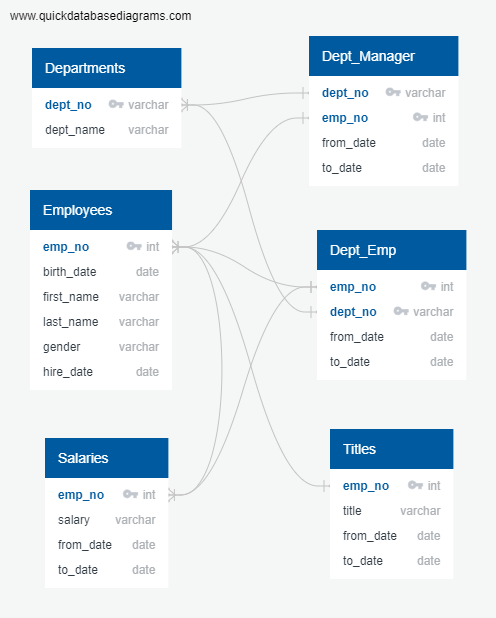 www.quickdatabasediagrams.com
Departments
dept_no varchar
dept_name varchar
Dept_Manager
dept_no varchar
emp_no int
from_date date
to_date date
Employees
emp_no int
birth_date date
first_name varchar
last_name varchar
gender varchar
hire_date date
Dept_Emp
emp_no int
dept_no varchar
from_date date
to_date date
Salaries
emp_no int
salary varchar
from_date date
to_date date
Titles
emp_no int
title varchar
from_date date
to_date date